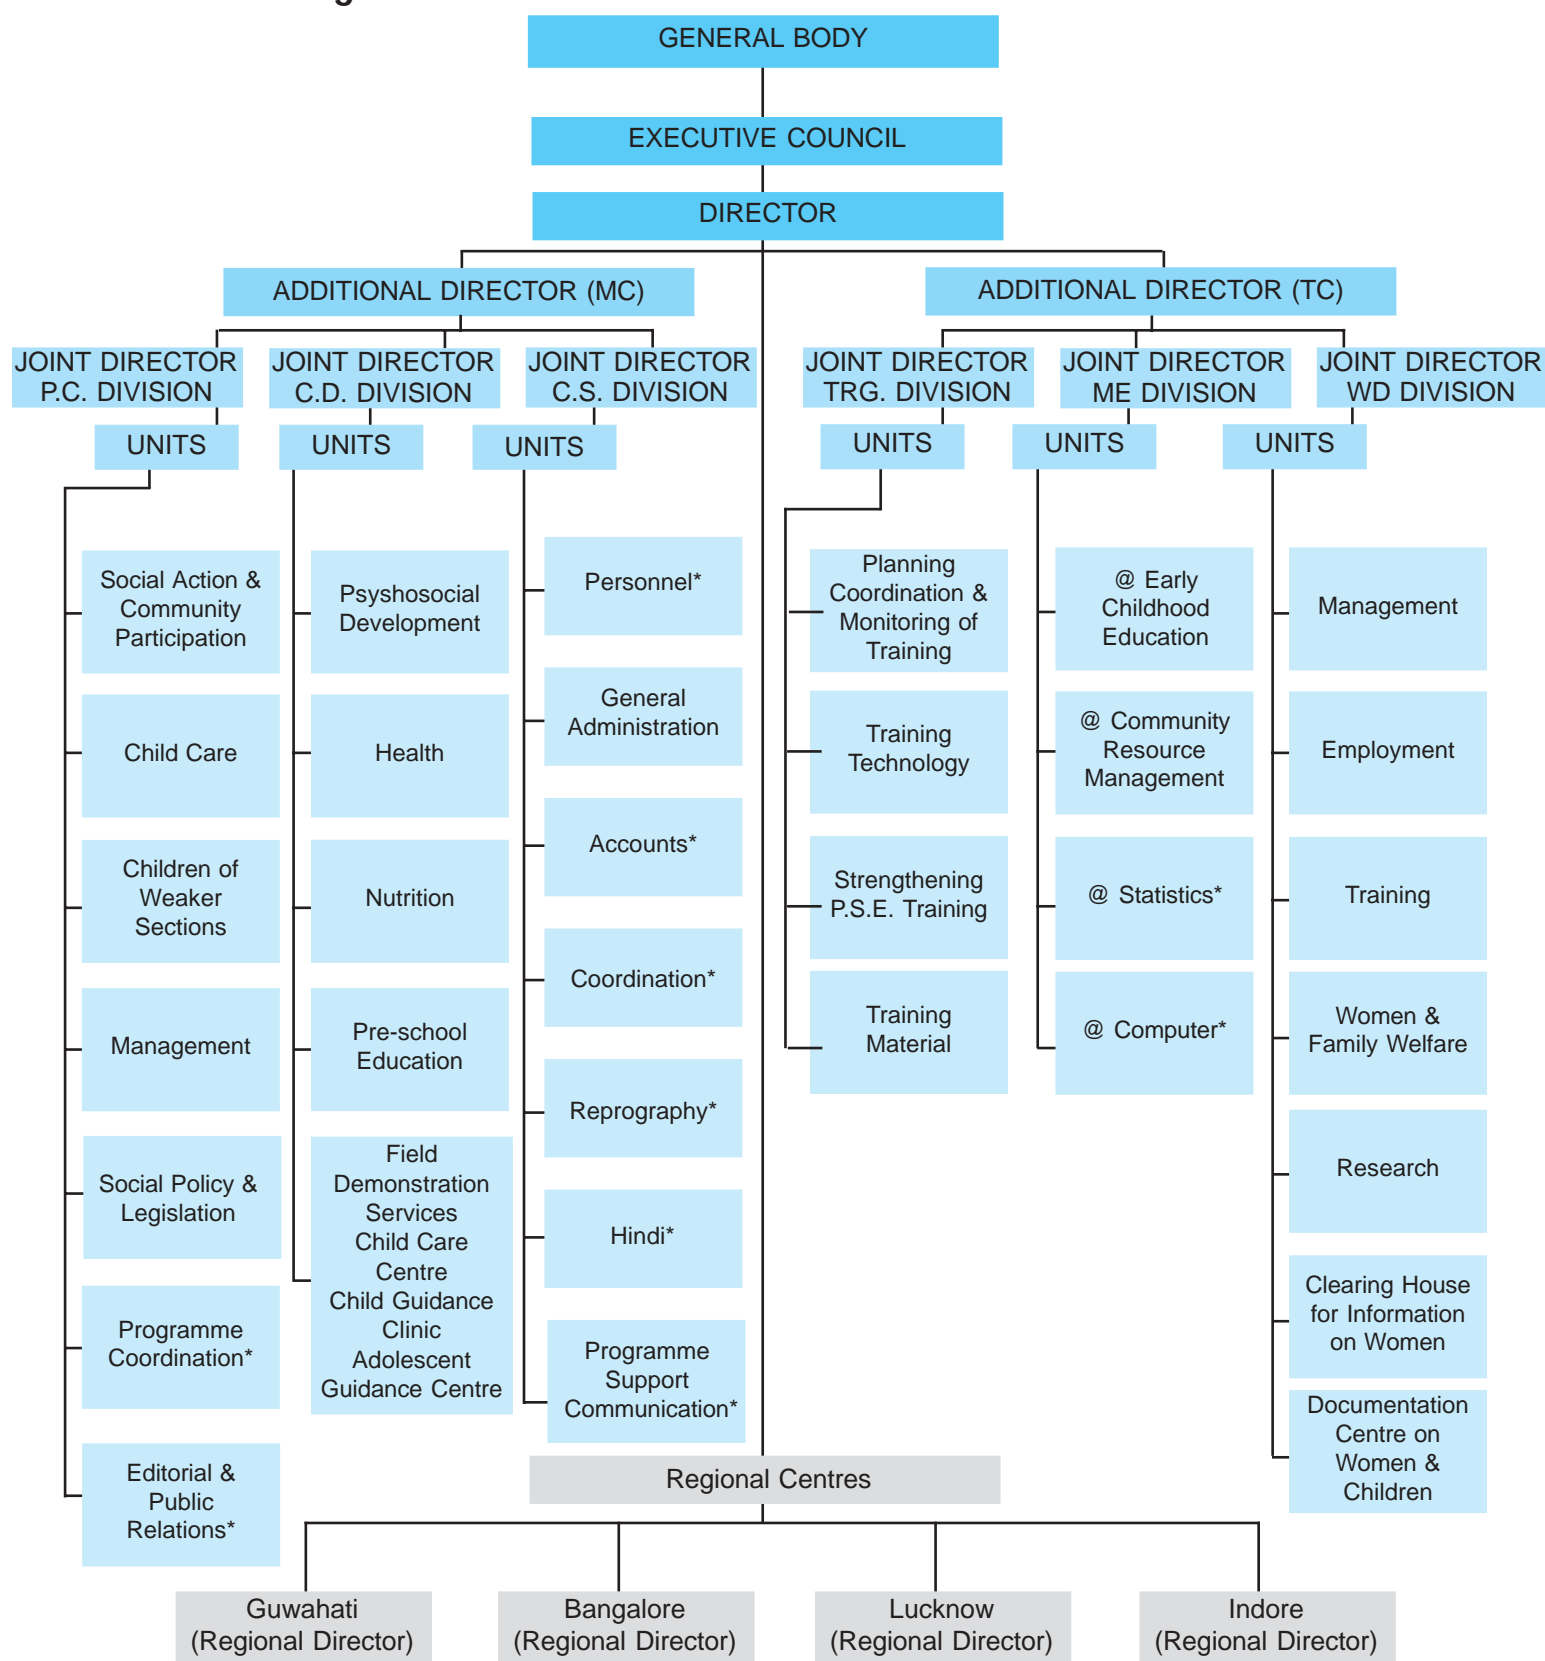 GENERAL BODY
EXECUTIVE COUNCIL
DIRECTOR
ADDITIONAL DIRECTOR (MC)
ADDITIONAL DIRECTOR (TC)
JOINT DIRECTOR
P.C. DIVISION
JOINT DIRECTOR
C.D. DIVISION
JOINT DIRECTOR
C.S. DIVISION
JOINT DIRECTOR
TRG. DIVISION
JOINT DIRECTOR
ME DIVISION
JOINT DIRECTOR
WD DIVISION
UNITS
UNITS
UNITS
UNITS
UNITS
UNITS
Social Action &
Community
Participation
Child Care
Children of
Weaker
Sections
Management
Social Policy &
Legislation
Programme
Coordination*
Editorial &
Public
Relations*
Psyshosocial
Development
Health
Nutrition
Pre-school
Education
Field
Demonstration
Services
Child Care
Centre
Child Guidance
Clinic
Adolescent
Guidance Centre
Personnel*
General
Administration
Accounts*
Coordination*
Reprography*
Hindi*
Programme
Support
Communication*
Planning
Coordination &
Monitoring of
Training
Training
Technology
Strengthening
P.S.E. Training
Training
Material
@ Early
Childhood
Education
@ Community
Resource
Management
@ Statistics*
@ Computer*
Management
Employment
Training
Women &
Family Welfare
Research
Clearing House
for Information
on Women
Documentation
Centre on
Women &
Children
Regional Centres
Guwahati
(Regional Director)
Bangalore
(Regional Director)
Lucknow
(Regional Director)
Indore
(Regional Director)